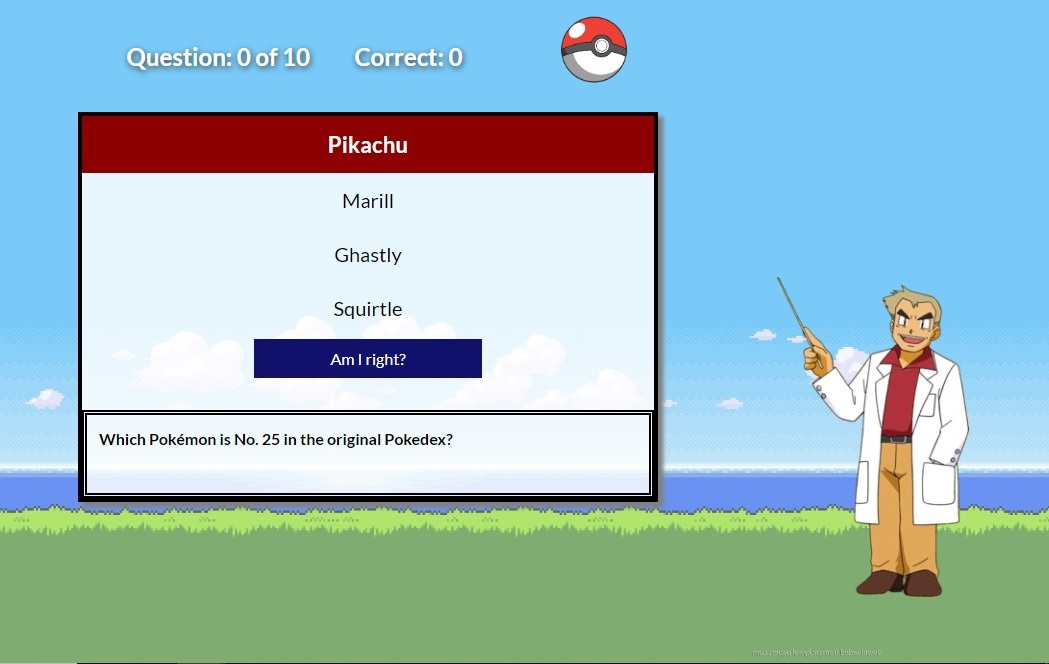 Question: 0 of 10 Correct: 0
Pikachu
Marill
Ghastly
Squirtle
Am I right?
Which Pokémon is No. 25 in the original Pokedex?